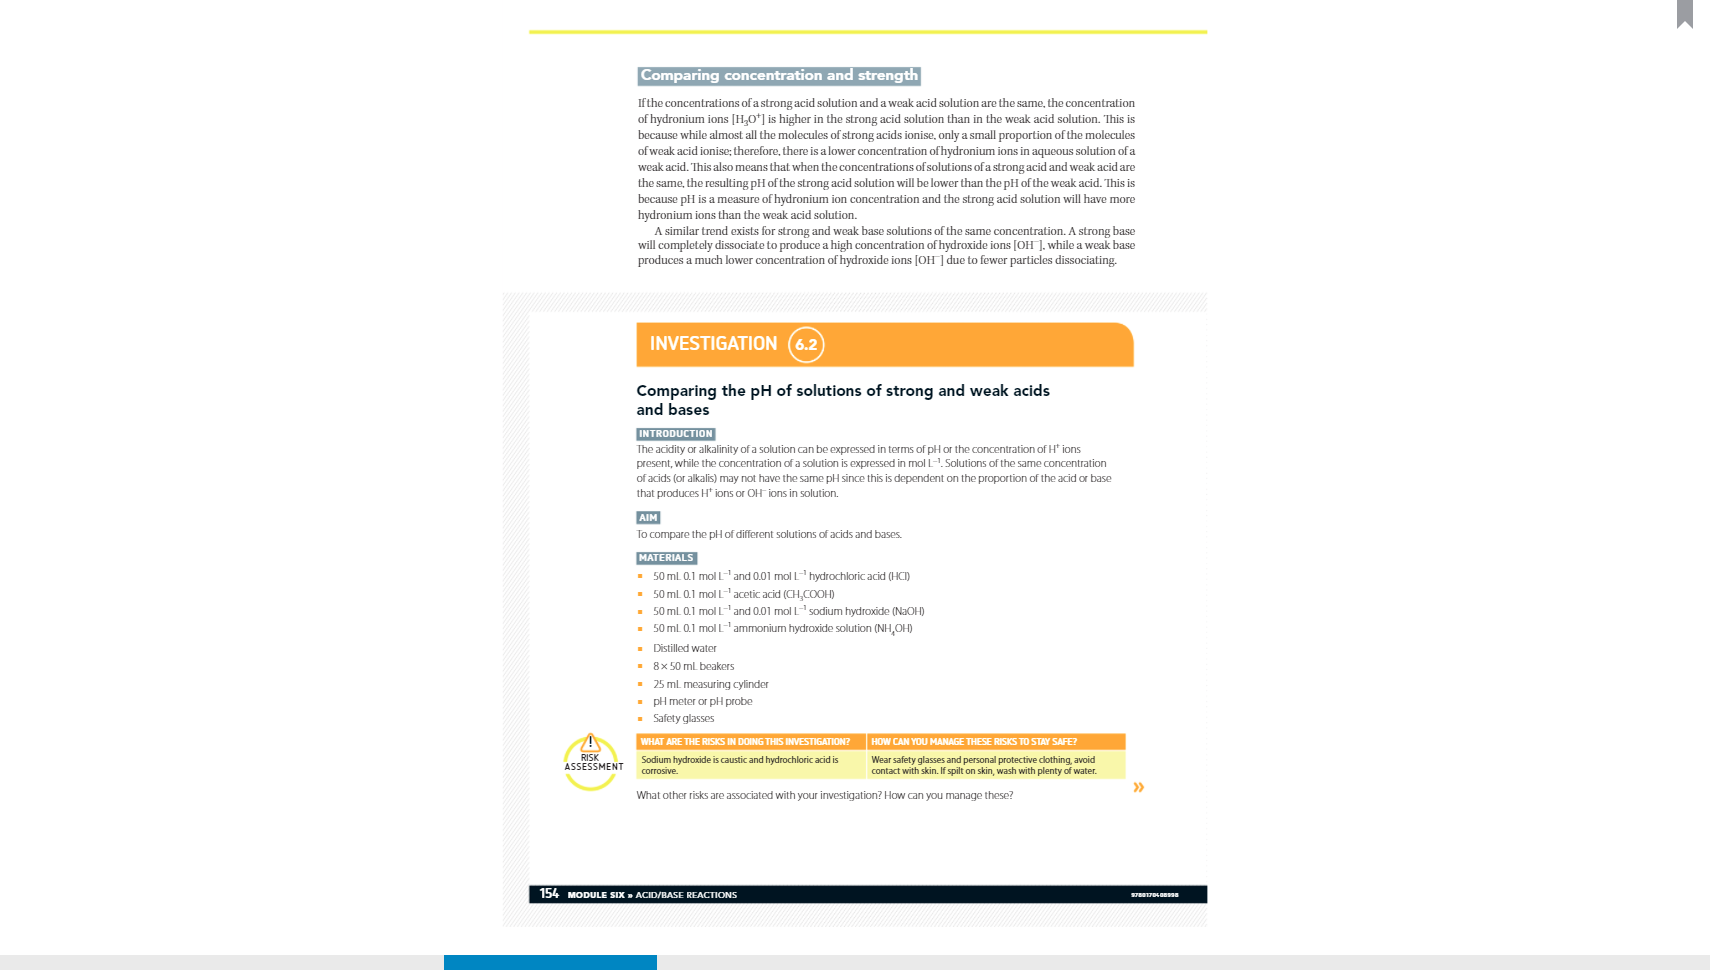 Comparing concentration and strength
If the concentrations of a strong acid solution and a weak acid solution are the same, the concentration
of hydronium ions [H₃O⁺] is higher in the strong acid solution than in the weak acid solution. This is
because while almost all the molecules of strong acids ionise, only a small proportion of the molecules
of weak acid ionise; therefore, there is a lower concentration of hydronium ions in aqueous solution of a
weak acid. This also means that when the concentrations of solutions of a strong acid and weak acid are
the same, the resulting pH of the strong acid solution will be lower than the pH of the weak acid. This is
because pH is a measure of hydronium ion concentration and the strong acid solution will have more
hydronium ions than the weak acid solution.
A similar trend exists for strong and weak base solutions of the same concentration. A strong base
will completely dissociate to produce a high concentration of hydroxide ions [OH⁻], while a weak base
produces a much lower concentration of hydroxide ions [OH⁻] due to fewer particles dissociating.
INVESTIGATION 6.2
Comparing the pH of solutions of strong and weak acids
and bases
INTRODUCTION
The acidity or alkalinity of a solution can be expressed in terms of pH or the concentration of H⁺ ions
present, while the concentration of a solution is expressed in mol L⁻¹. Solutions of the same concentration
of acids (or alkalis) may not have the same pH since this is dependent on the proportion of the acid or base
that produces H⁺ ions or OH⁻ ions in solution.
AIM
To compare the pH of different solutions of acids and bases.
MATERIALS
▪ 50 mL 0.1 mol L⁻¹ and 0.01 mol L⁻¹ hydrochloric acid (HCl)
▪ 50 mL 0.1 mol L⁻¹ acetic acid (CH₃COOH)
▪ 50 mL 0.1 mol L⁻¹ and 0.01 mol L⁻¹ sodium hydroxide (NaOH)
▪ 50 mL 0.1 mol L⁻¹ ammonium hydroxide solution (NH₄OH)
▪ Distilled water
▪ 8 × 50 mL beakers
▪ 25 mL measuring cylinder
▪ pH meter or pH probe
▪ Safety glasses
!
RISK
ASSESSMENT
WHAT ARE THE RISKS IN DOING THIS INVESTIGATION?
HOW CAN YOU MANAGE THESE RISKS TO STAY SAFE?
Sodium hydroxide is caustic and hydrochloric acid is
corrosive.
Wear safety glasses and personal protective clothing, avoid
contact with skin. If spilt on skin, wash with plenty of water.
What other risks are associated with your investigation? How can you manage these?
»
154 MODULE SIX » ACID/BASE REACTIONS
9780170408998